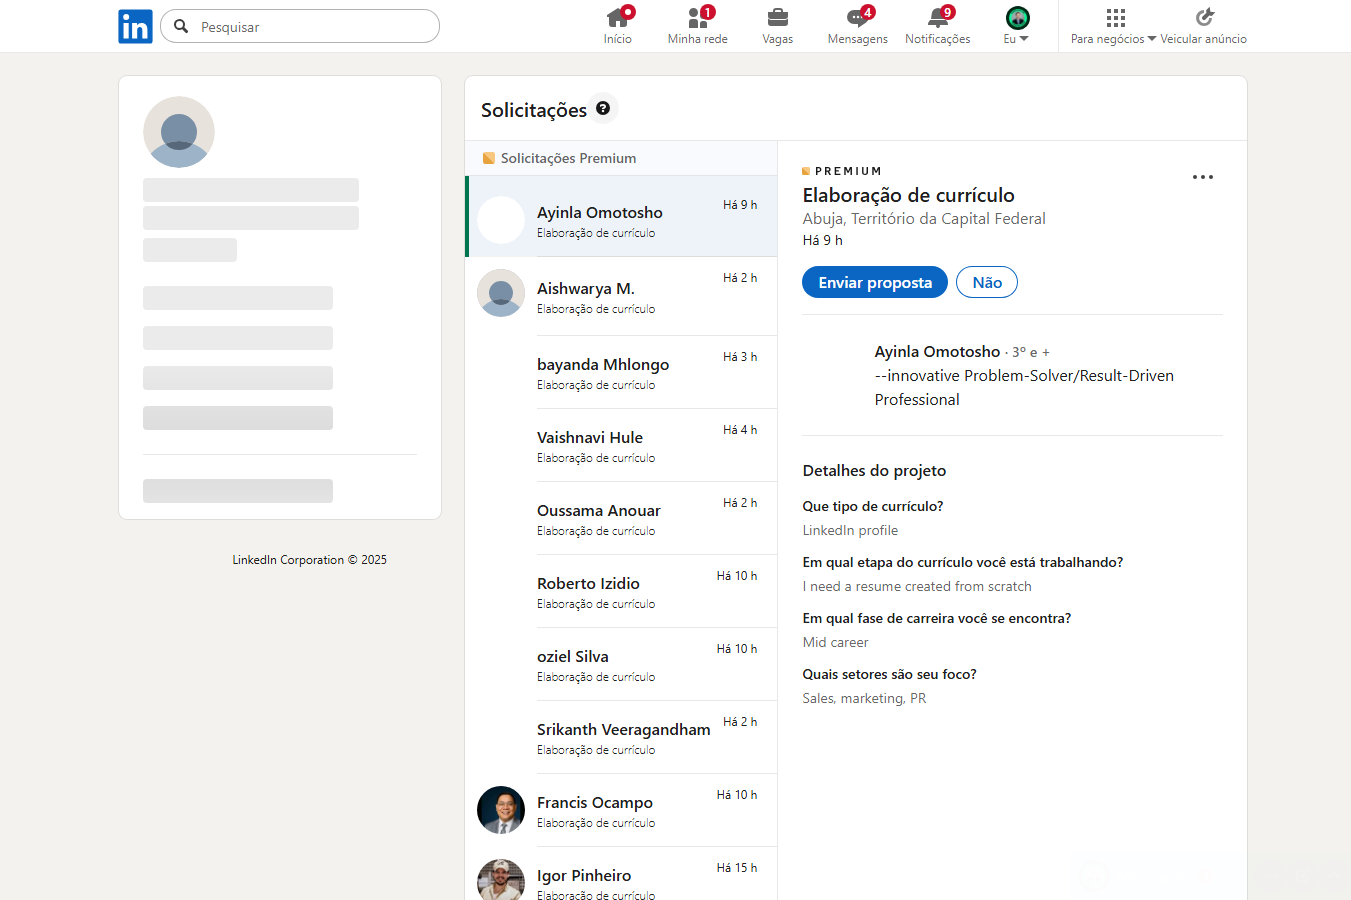 in
Pesquisar
Início
1
Minha rede
Vagas
4
Mensagens
9
Notificações
Eu
Para negócios
Veicular anúncio
LinkedIn Corporation © 2025
Solicitações
?
Solicitações Premium
Ayinla Omotosho
Há 9 h
Elaboração de currículo
Aishwarya M.
Há 2 h
Elaboração de currículo
bayanda Mhlongo
Há 3 h
Elaboração de currículo
Vaishnavi Hule
Há 4 h
Elaboração de currículo
Oussama Anouar
Há 2 h
Elaboração de currículo
Roberto Izidio
Há 10 h
Elaboração de currículo
oziel Silva
Há 10 h
Elaboração de currículo
Srikanth Veeragandham
Há 2 h
Elaboração de currículo
Francis Ocampo
Há 10 h
Elaboração de currículo
Igor Pinheiro
Há 15 h
Elaboração de currículo
PREMIUM
Elaboração de currículo
Abuja, Território da Capital Federal
Há 9 h
Enviar proposta
Não
Ayinla Omotosho · 3º e +
--innovative Problem-Solver/Result-Driven
Professional
Detalhes do projeto
Que tipo de currículo?
LinkedIn profile
Em qual etapa do currículo você está trabalhando?
I need a resume created from scratch
Em qual fase de carreira você se encontra?
Mid career
Quais setores são seu foco?
Sales, marketing, PR